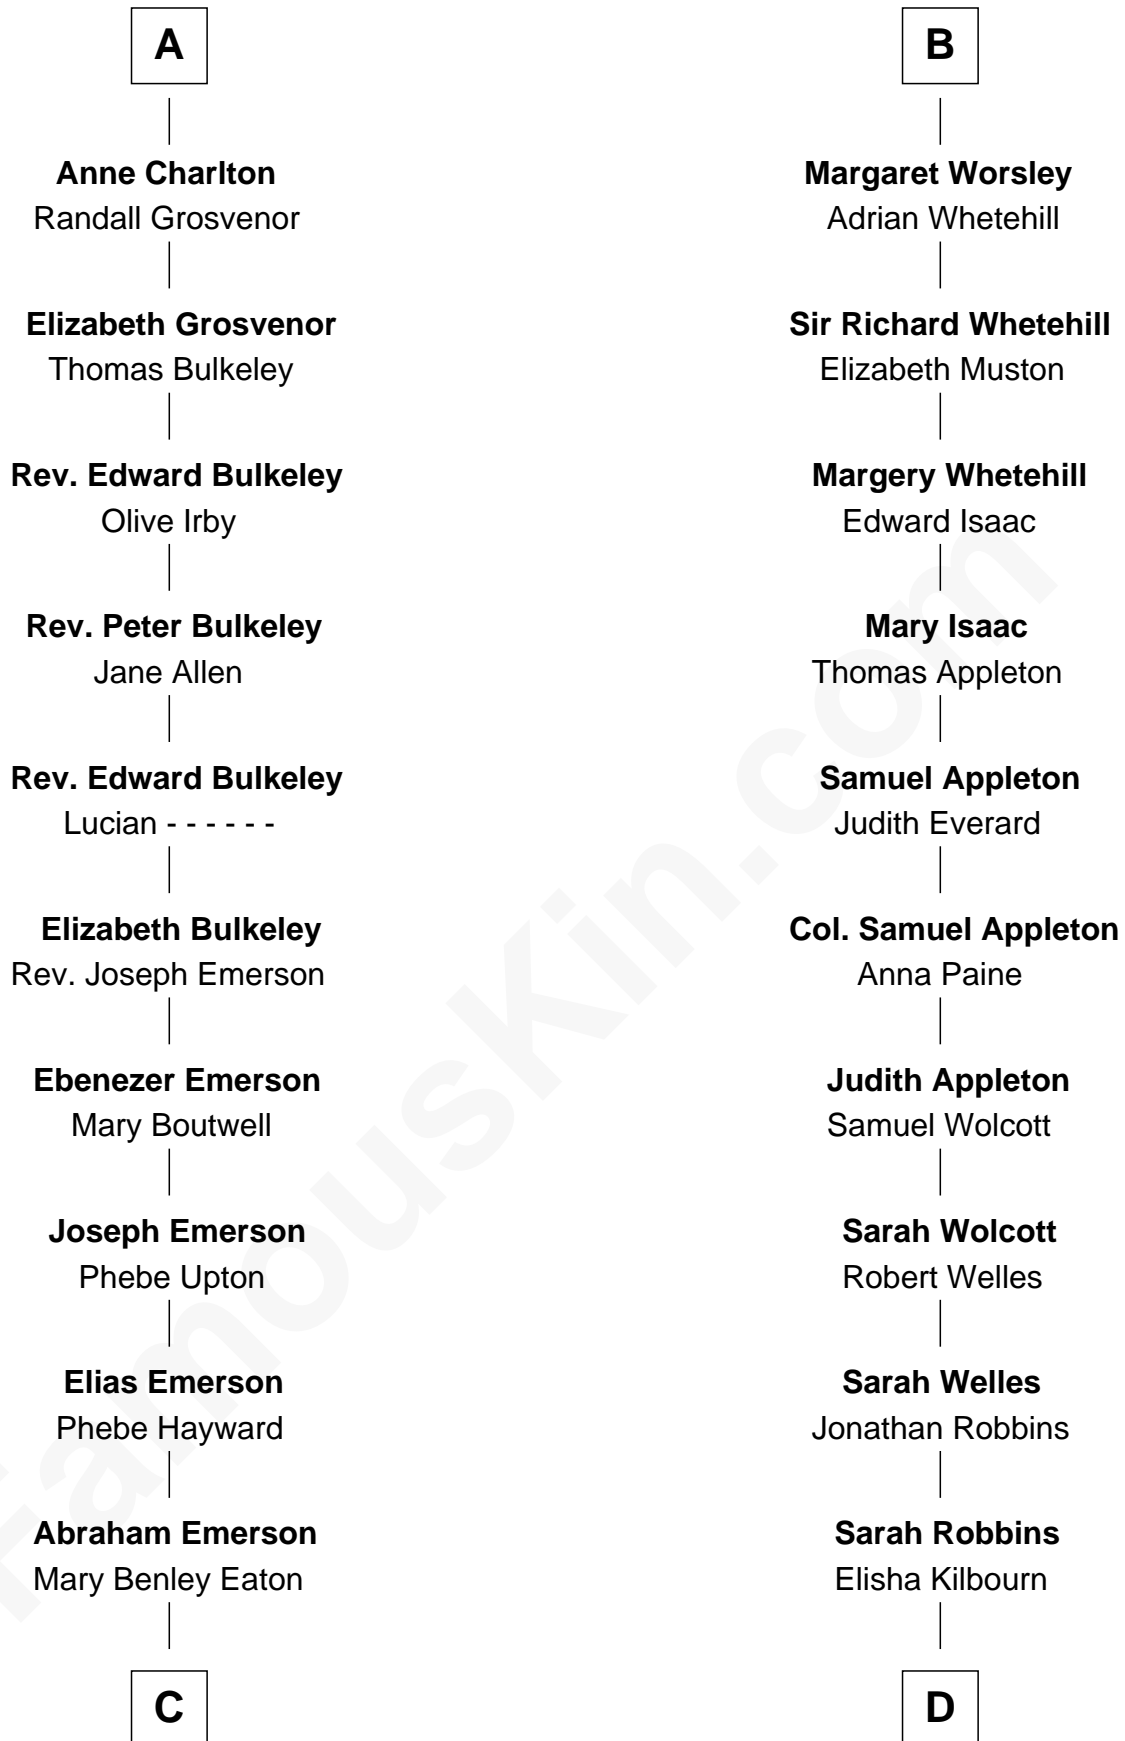 A
Anne Charlton
Randall Grosvenor
Elizabeth Grosvenor
Thomas Bulkeley
Rev. Edward Bulkeley
Olive Irby
Rev. Peter Bulkeley
Jane Allen
Rev. Edward Bulkeley
Lucian - - - - - -
Elizabeth Bulkeley
Rev. Joseph Emerson
Ebenezer Emerson
Mary Boutwell
Joseph Emerson
Phebe Upton
Elias Emerson
Phebe Hayward
Abraham Emerson
Mary Benley Eaton
C
B
Margaret Worsley
Adrian Whetehill
Sir Richard Whetehill
Elizabeth Muston
Margery Whetehill
Edward Isaac
Mary Isaac
Thomas Appleton
Samuel Appleton
Judith Everard
Col. Samuel Appleton
Anna Paine
Judith Appleton
Samuel Wolcott
Sarah Wolcott
Robert Welles
Sarah Welles
Jonathan Robbins
Sarah Robbins
Elisha Kilbourn
D
FamousKin.com